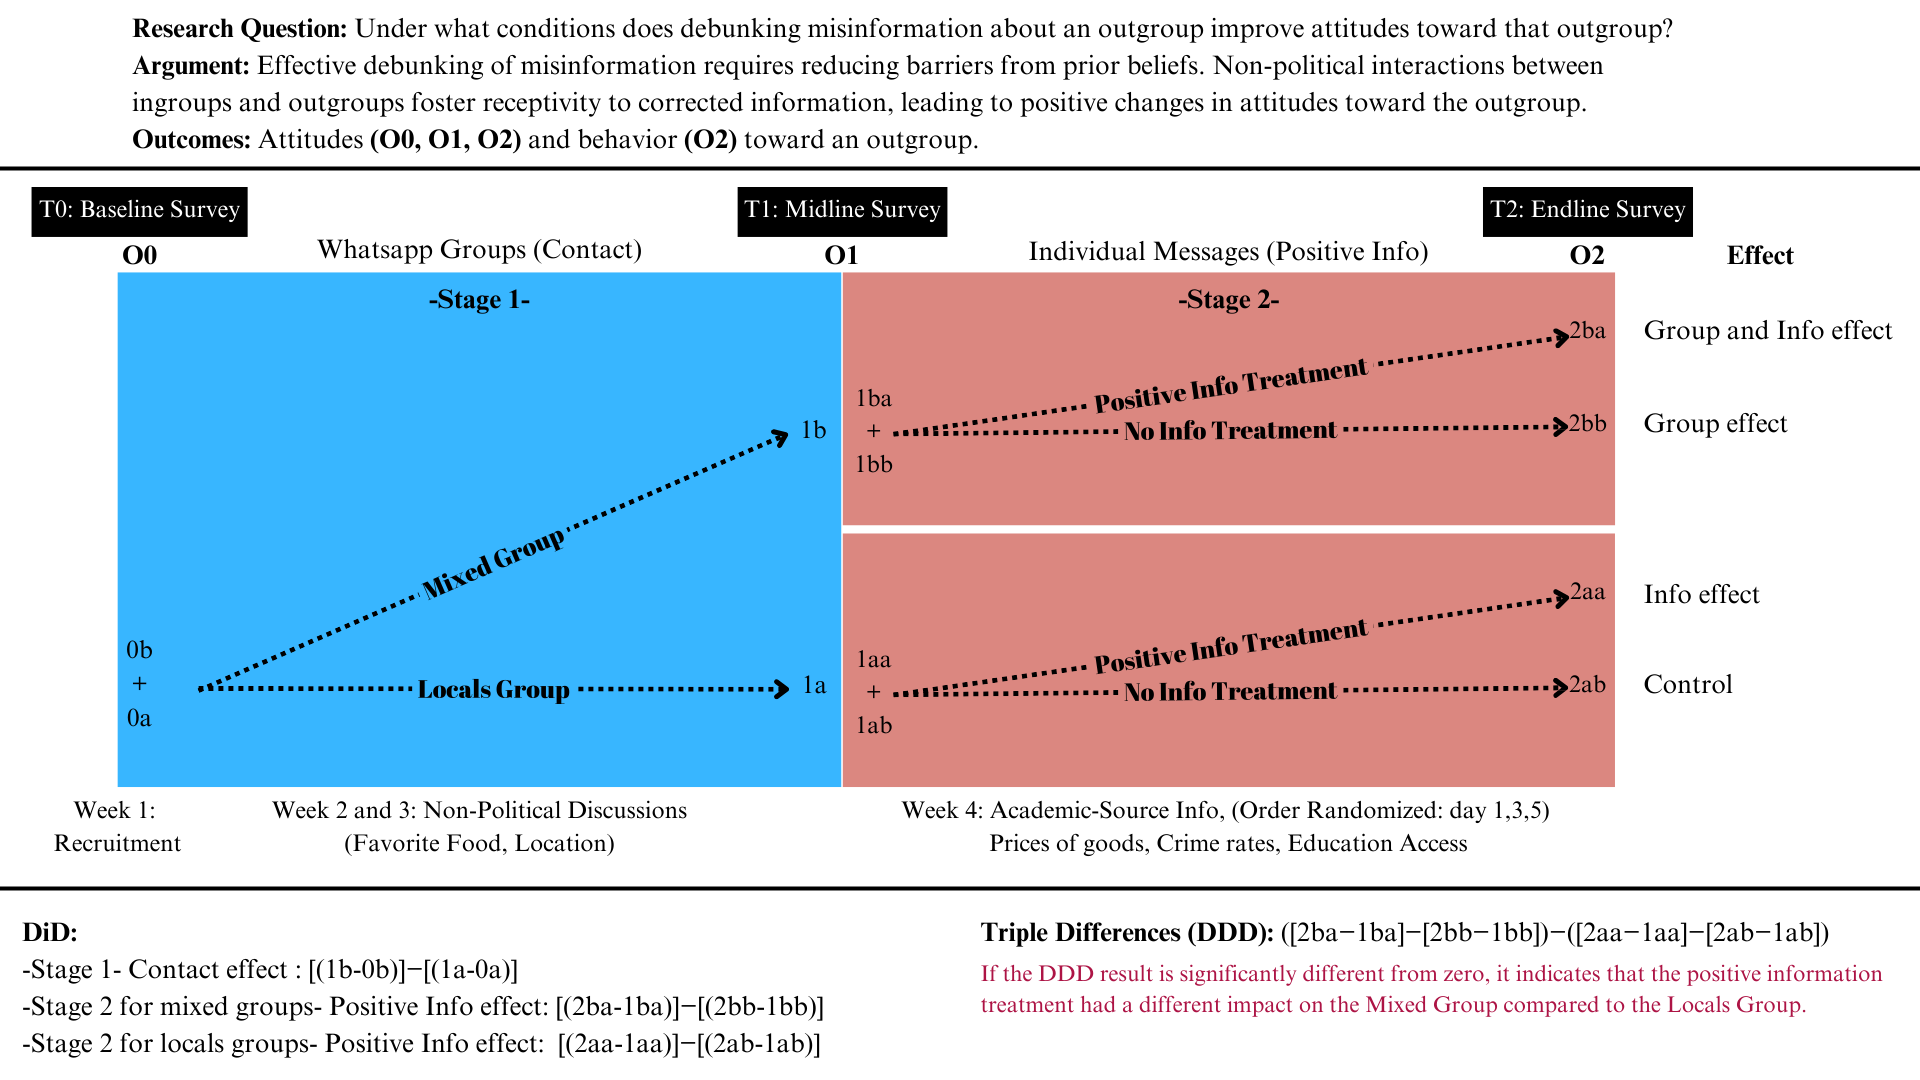 Research Question: Under what conditions does debunking misinformation about an outgroup improve attitudes toward that outgroup?
Argument: Effective debunking of misinformation requires reducing barriers from prior beliefs. Non-political interactions between
ingroups and outgroups foster receptivity to corrected information, leading to positive changes in attitudes toward the outgroup.
Outcomes: Attitudes (O0, O1, O2) and behavior (O2) toward an outgroup.
T0: Baseline Survey
T1: Midline Survey
T2: Endline Survey
O0
Whatsapp Groups (Contact)
O1
Individual Messages (Positive Info)
O2
Effect
-Stage 1-
-Stage 2-
2ba
Group and Info effect
Positive Info Treatment
1ba
+
1bb
1b
No Info Treatment
2bb
Group effect
Mixed Group
2aa
Info effect
Positive Info Treatment
0b
+
0a
Locals Group
1a
1aa
+
1ab
No Info Treatment
2ab
Control
Week 1:
Recruitment
Week 2 and 3: Non-Political Discussions
(Favorite Food, Location)
Week 4: Academic-Source Info, (Order Randomized: day 1,3,5)
Prices of goods, Crime rates, Education Access
DiD:
-Stage 1- Contact effect : [(1b-0b)]−[(1a-0a)]
-Stage 2 for mixed groups- Positive Info effect: [(2ba-1ba)]−[(2bb-1bb)]
-Stage 2 for locals groups- Positive Info effect:  [(2aa-1aa)]−[(2ab-1ab)]
Triple Differences (DDD): ([2ba−1ba]−[2bb−1bb])−([2aa−1aa]−[2ab−1ab])
If the DDD result is significantly different from zero, it indicates that the positive information
treatment had a different impact on the Mixed Group compared to the Locals Group.